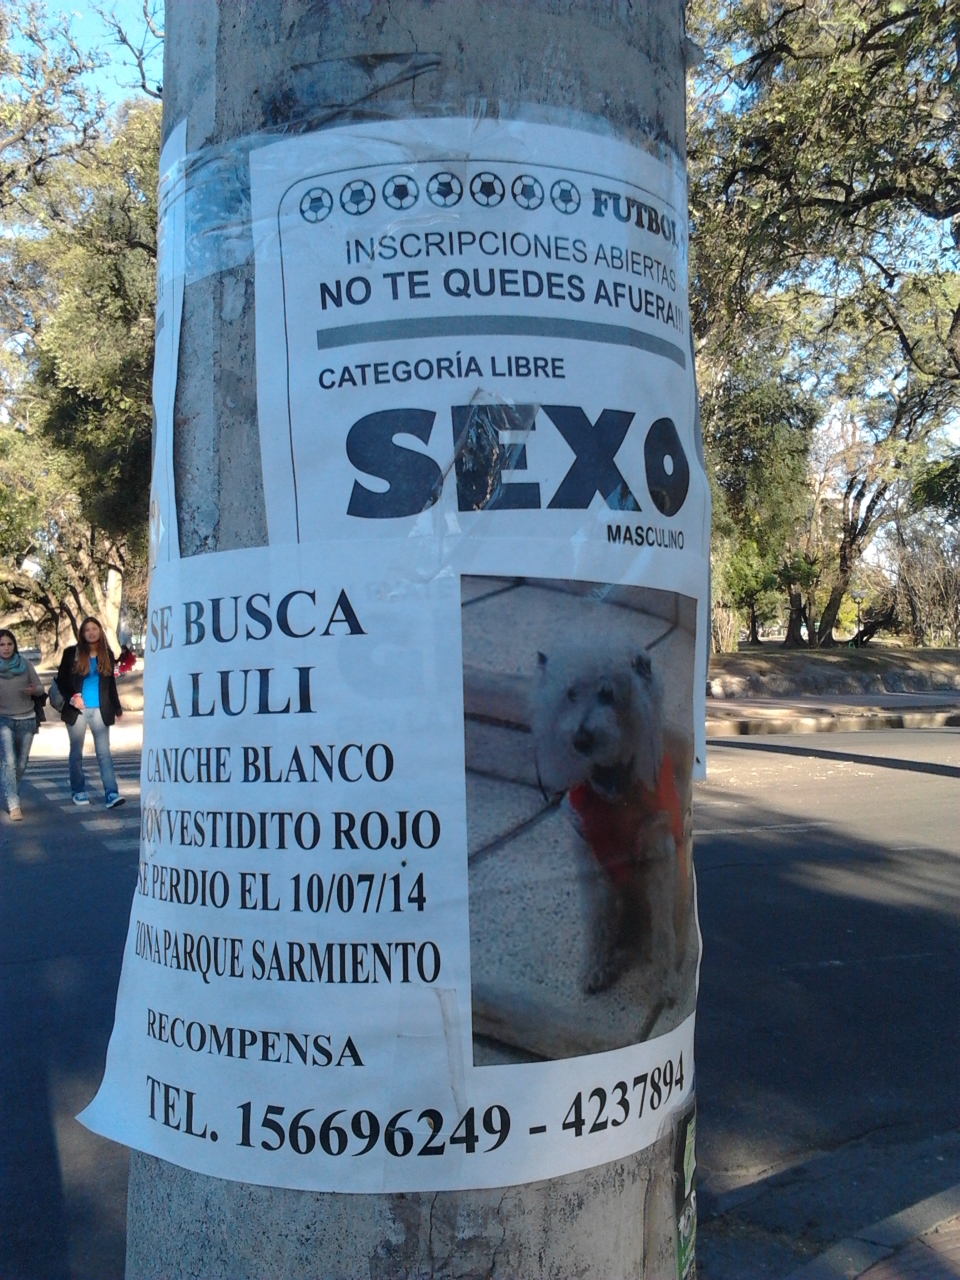 FUTBOL
INSCRIPCIONES ABIERTAS
NO TE QUEDES AFUERA!!!
CATEGORÍA LIBRE
SEXO
MASCULINO
SE BUSCA
ALULI
CANICHE BLANCO
CON VESTIDITO ROJO
SE PERDIO EL 10/07/14
ZONA PARQUE SARMIENTO
RECOMPENSA
TEL. 156696249 - 4237894